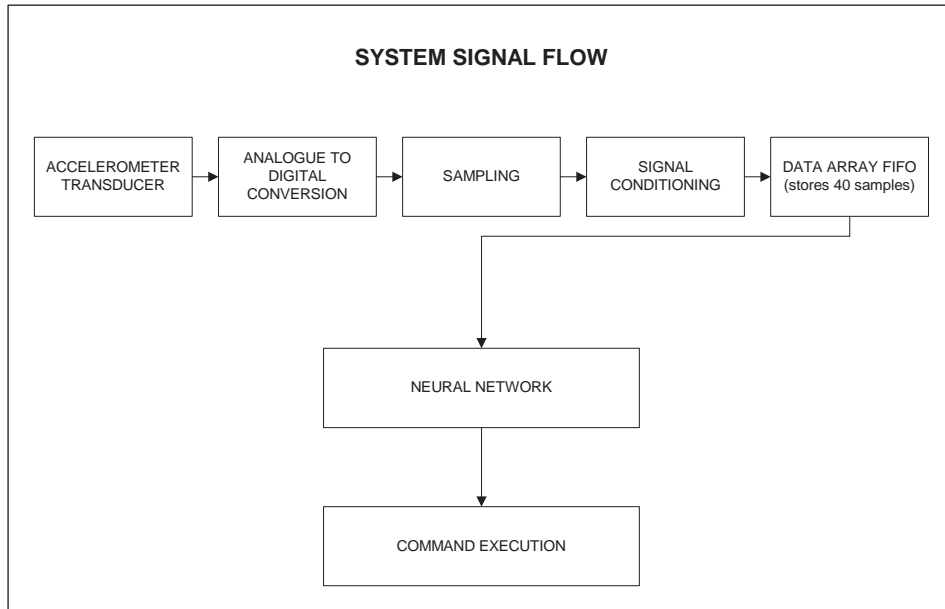 SYSTEM SIGNAL FLOW
ACCELEROMETER
TRANSDUCER
ANALOGUE TO
DIGITAL
CONVERSION
SAMPLING
SIGNAL
CONDITIONING
DATA ARRAY FIFO
(stores 40 samples)
NEURAL NETWORK
COMMAND EXECUTION